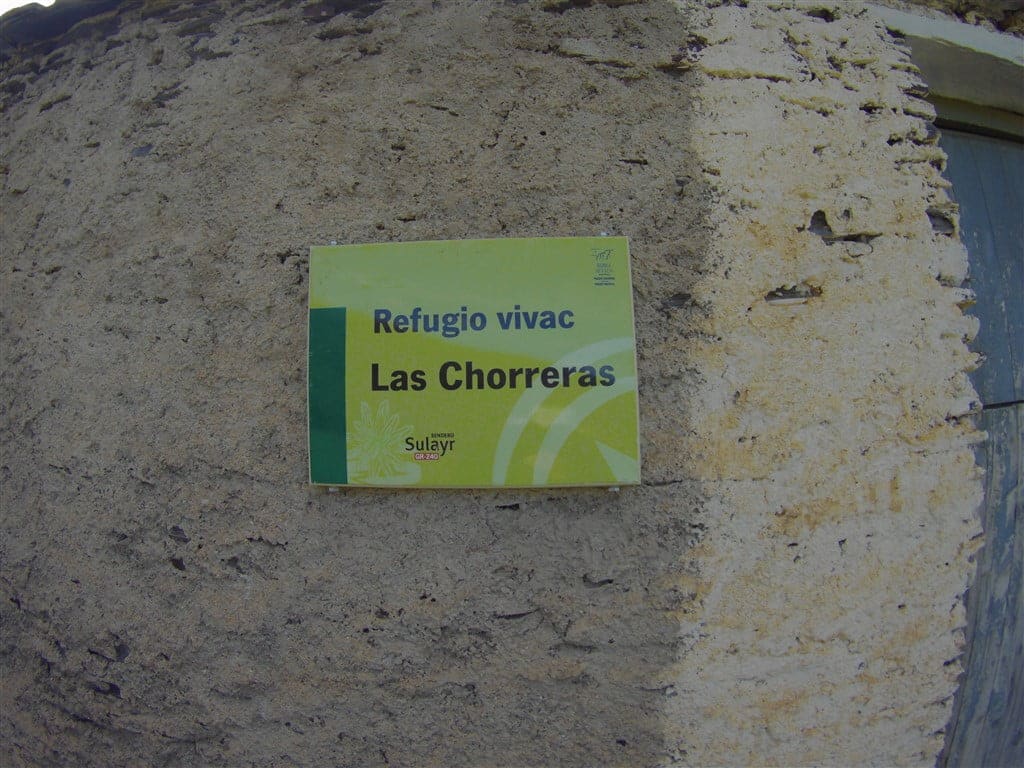 Refugio vivac
Las Chorreras
SENDERO
Sulayr
GR-240